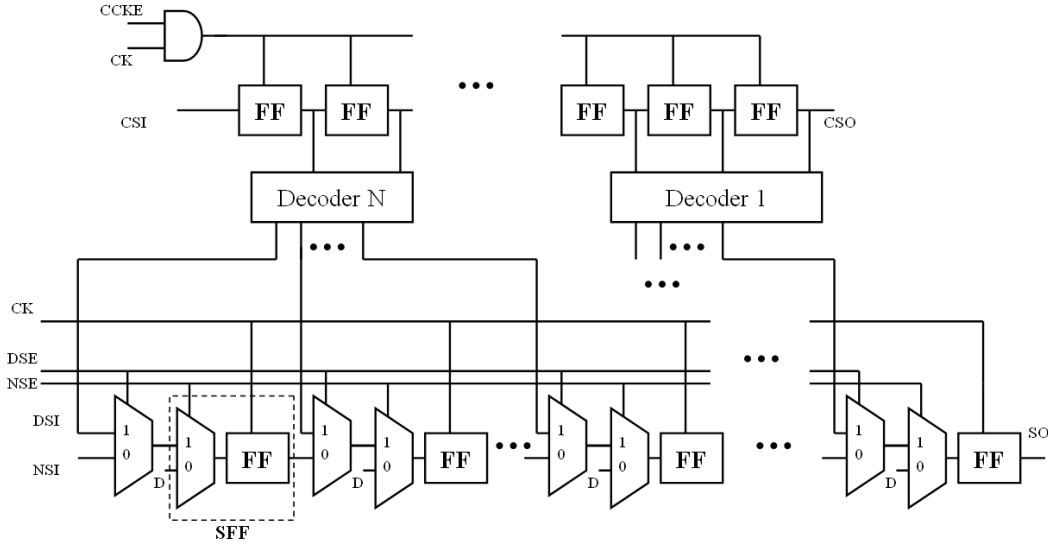 CCKE
CK
CSI
FF
FF
•••
FF
FF
FF
CSO
Decoder N
Decoder 1
•••
•••
•••
CK
DSE
•••
NSE
DSI
NSI
1
0
D
1
0
FF
1
0
D
1
0
FF
•••
1
0
D
1
0
FF
•••
1
0
D
1
0
FF
SO
SFF